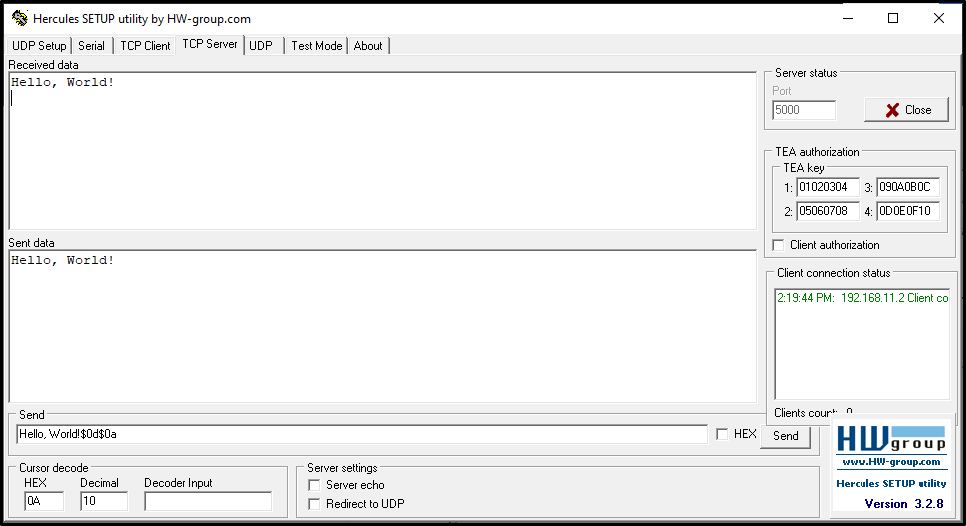 Hercules SETUP utility by HW-group.com
UDP Setup Serial TCP Client TCP Server UDP Test Mode About
Received data
Hello, World!
Server status
Port
5000
Close
TEA authorization
TEA key
1: 01020304 3: 090A0B0C
2: 05060708 4: 0D0E0F10
Client authorization
Sent data
Hello, World!
Client connection status
2:19:44 PM: 192.168.11.2 Client co
Clients count: 0
Send
Hello, World!$0d$0a
HEX
Send
Cursor decode
HEX Decimal Decoder Input
0A 10
Server settings
Server echo
Redirect to UDP
HW group
www.HW-group.com
Hercules SETUP utility
Version 3.2.8